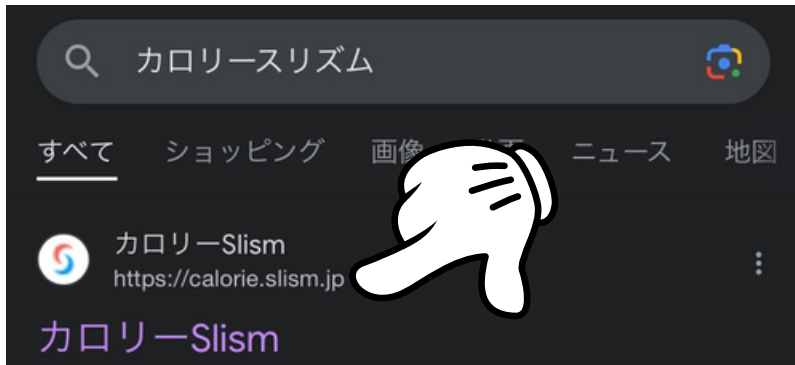 カロリースリズム
すべて ショッピング 画像 ニュース 地図
カロリーSlism
https://calorie.slism.jp
カロリーSlism